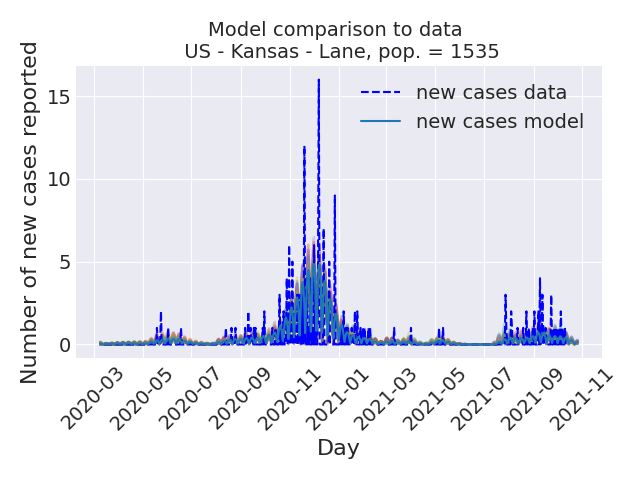 Model comparison to data
US - Kansas - Lane, pop. = 1535
Number of new cases reported
15
10
5
0
new cases data
new cases model
2020-03
2020-05
2020-07
2020-09
2020-11
2021-01
2021-03
2021-05
2021-07
2021-09
2021-11
Day